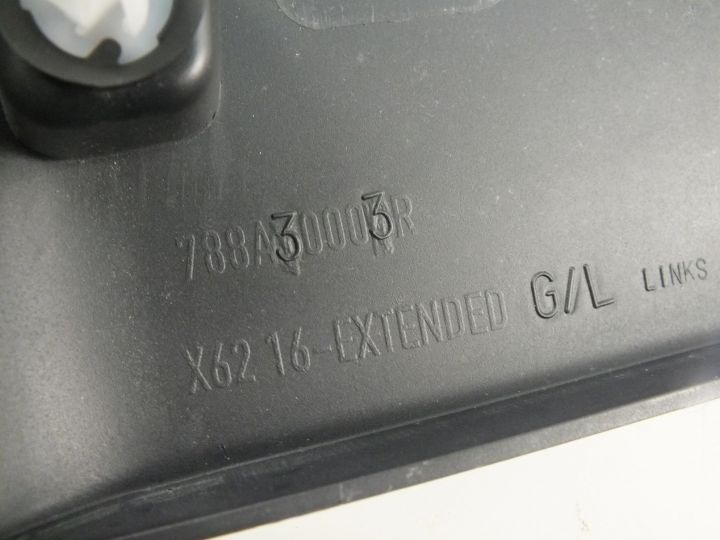 788A30003R
X62 16-EXTENDED G/L LINKS